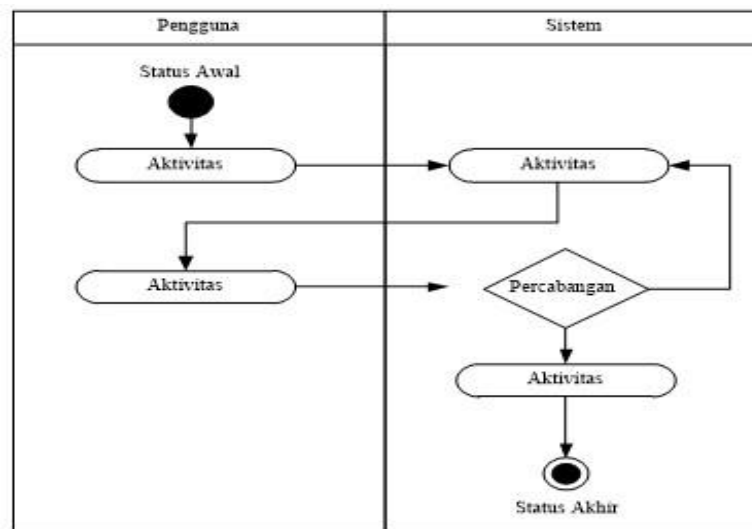 Pengguna
Sistem
Status Awal
Aktivitas
Aktivitas
Aktivitas
Percabangan
Aktivitas
Status Akhir